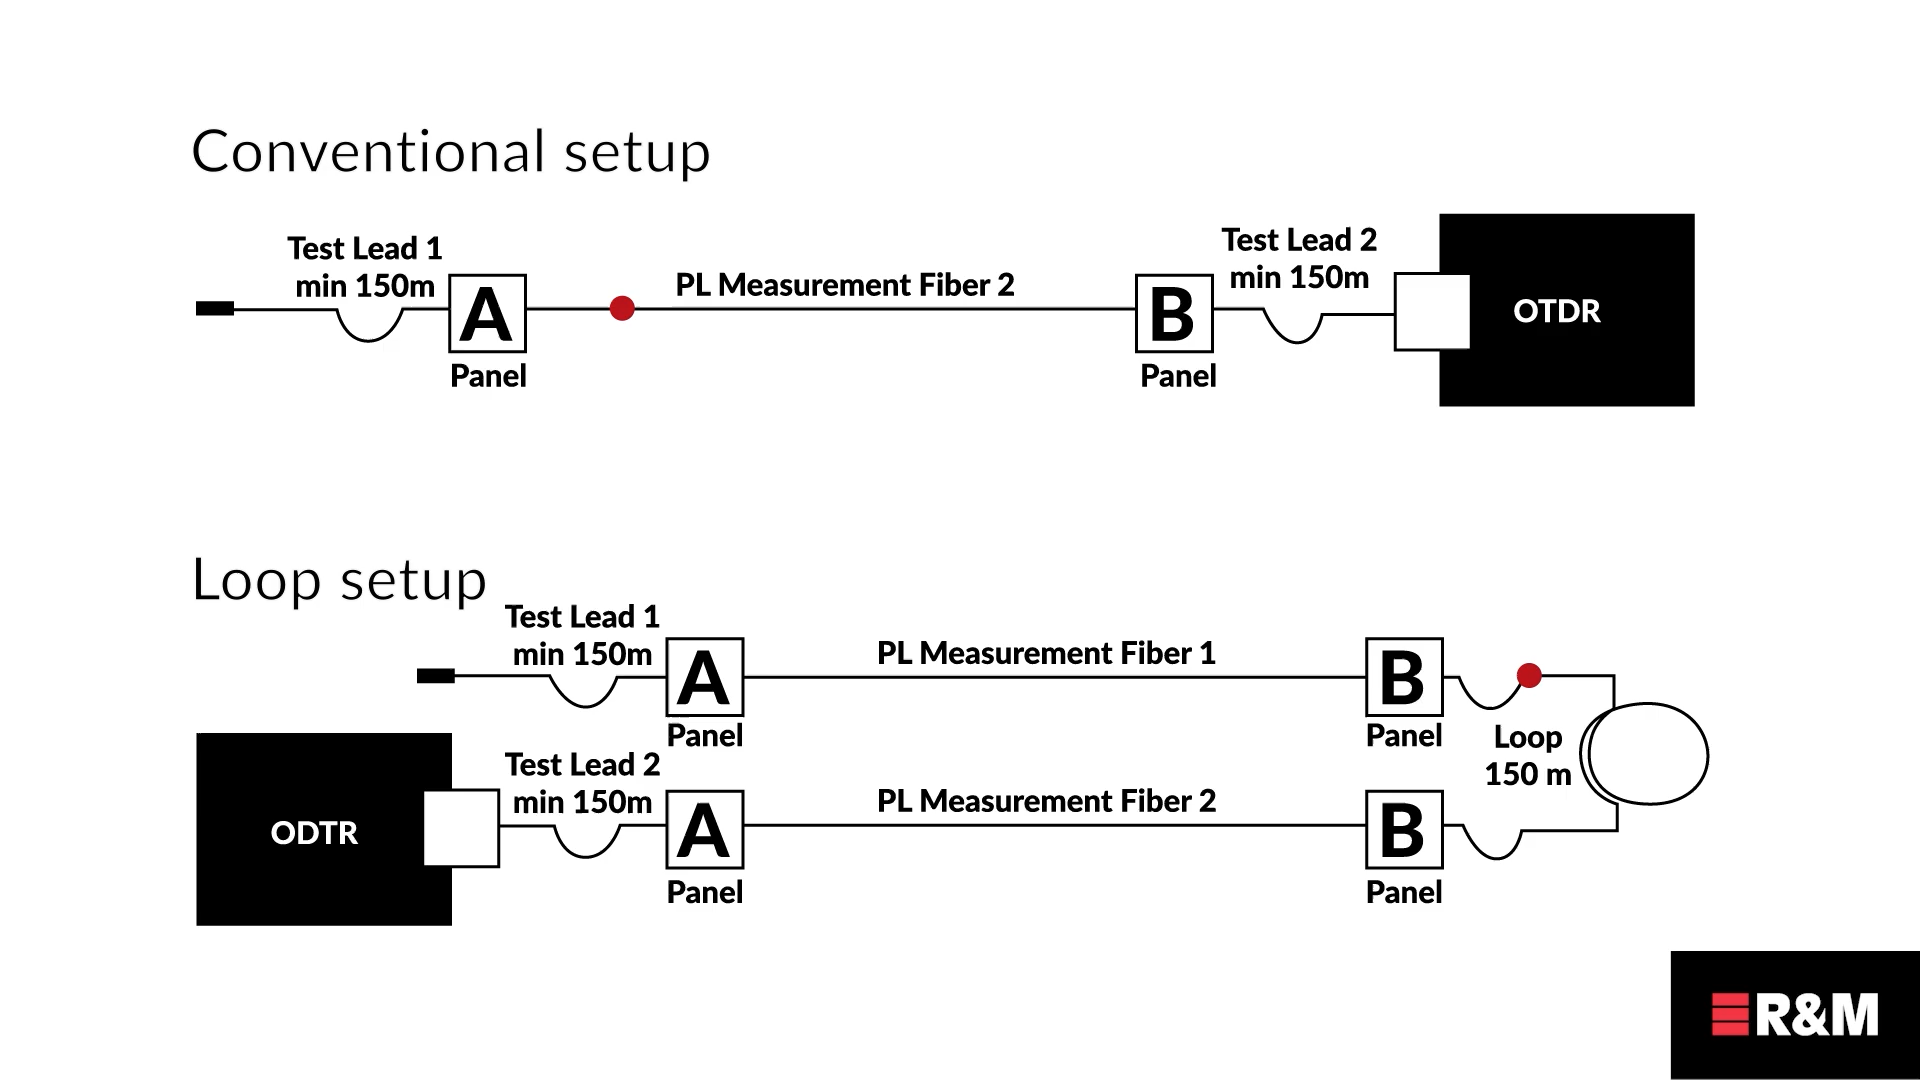 Conventional setup
Test Lead 1
min 150m
A
Panel
PL Measurement Fiber 2
B
Panel
Test Lead 2
min 150m
OTDR
Loop setup
Test Lead 1
min 150m
A
Panel
PL Measurement Fiber 1
B
Panel
Loop
150 m
ODTR
Test Lead 2
min 150m
A
Panel
PL Measurement Fiber 2
B
Panel
R&M